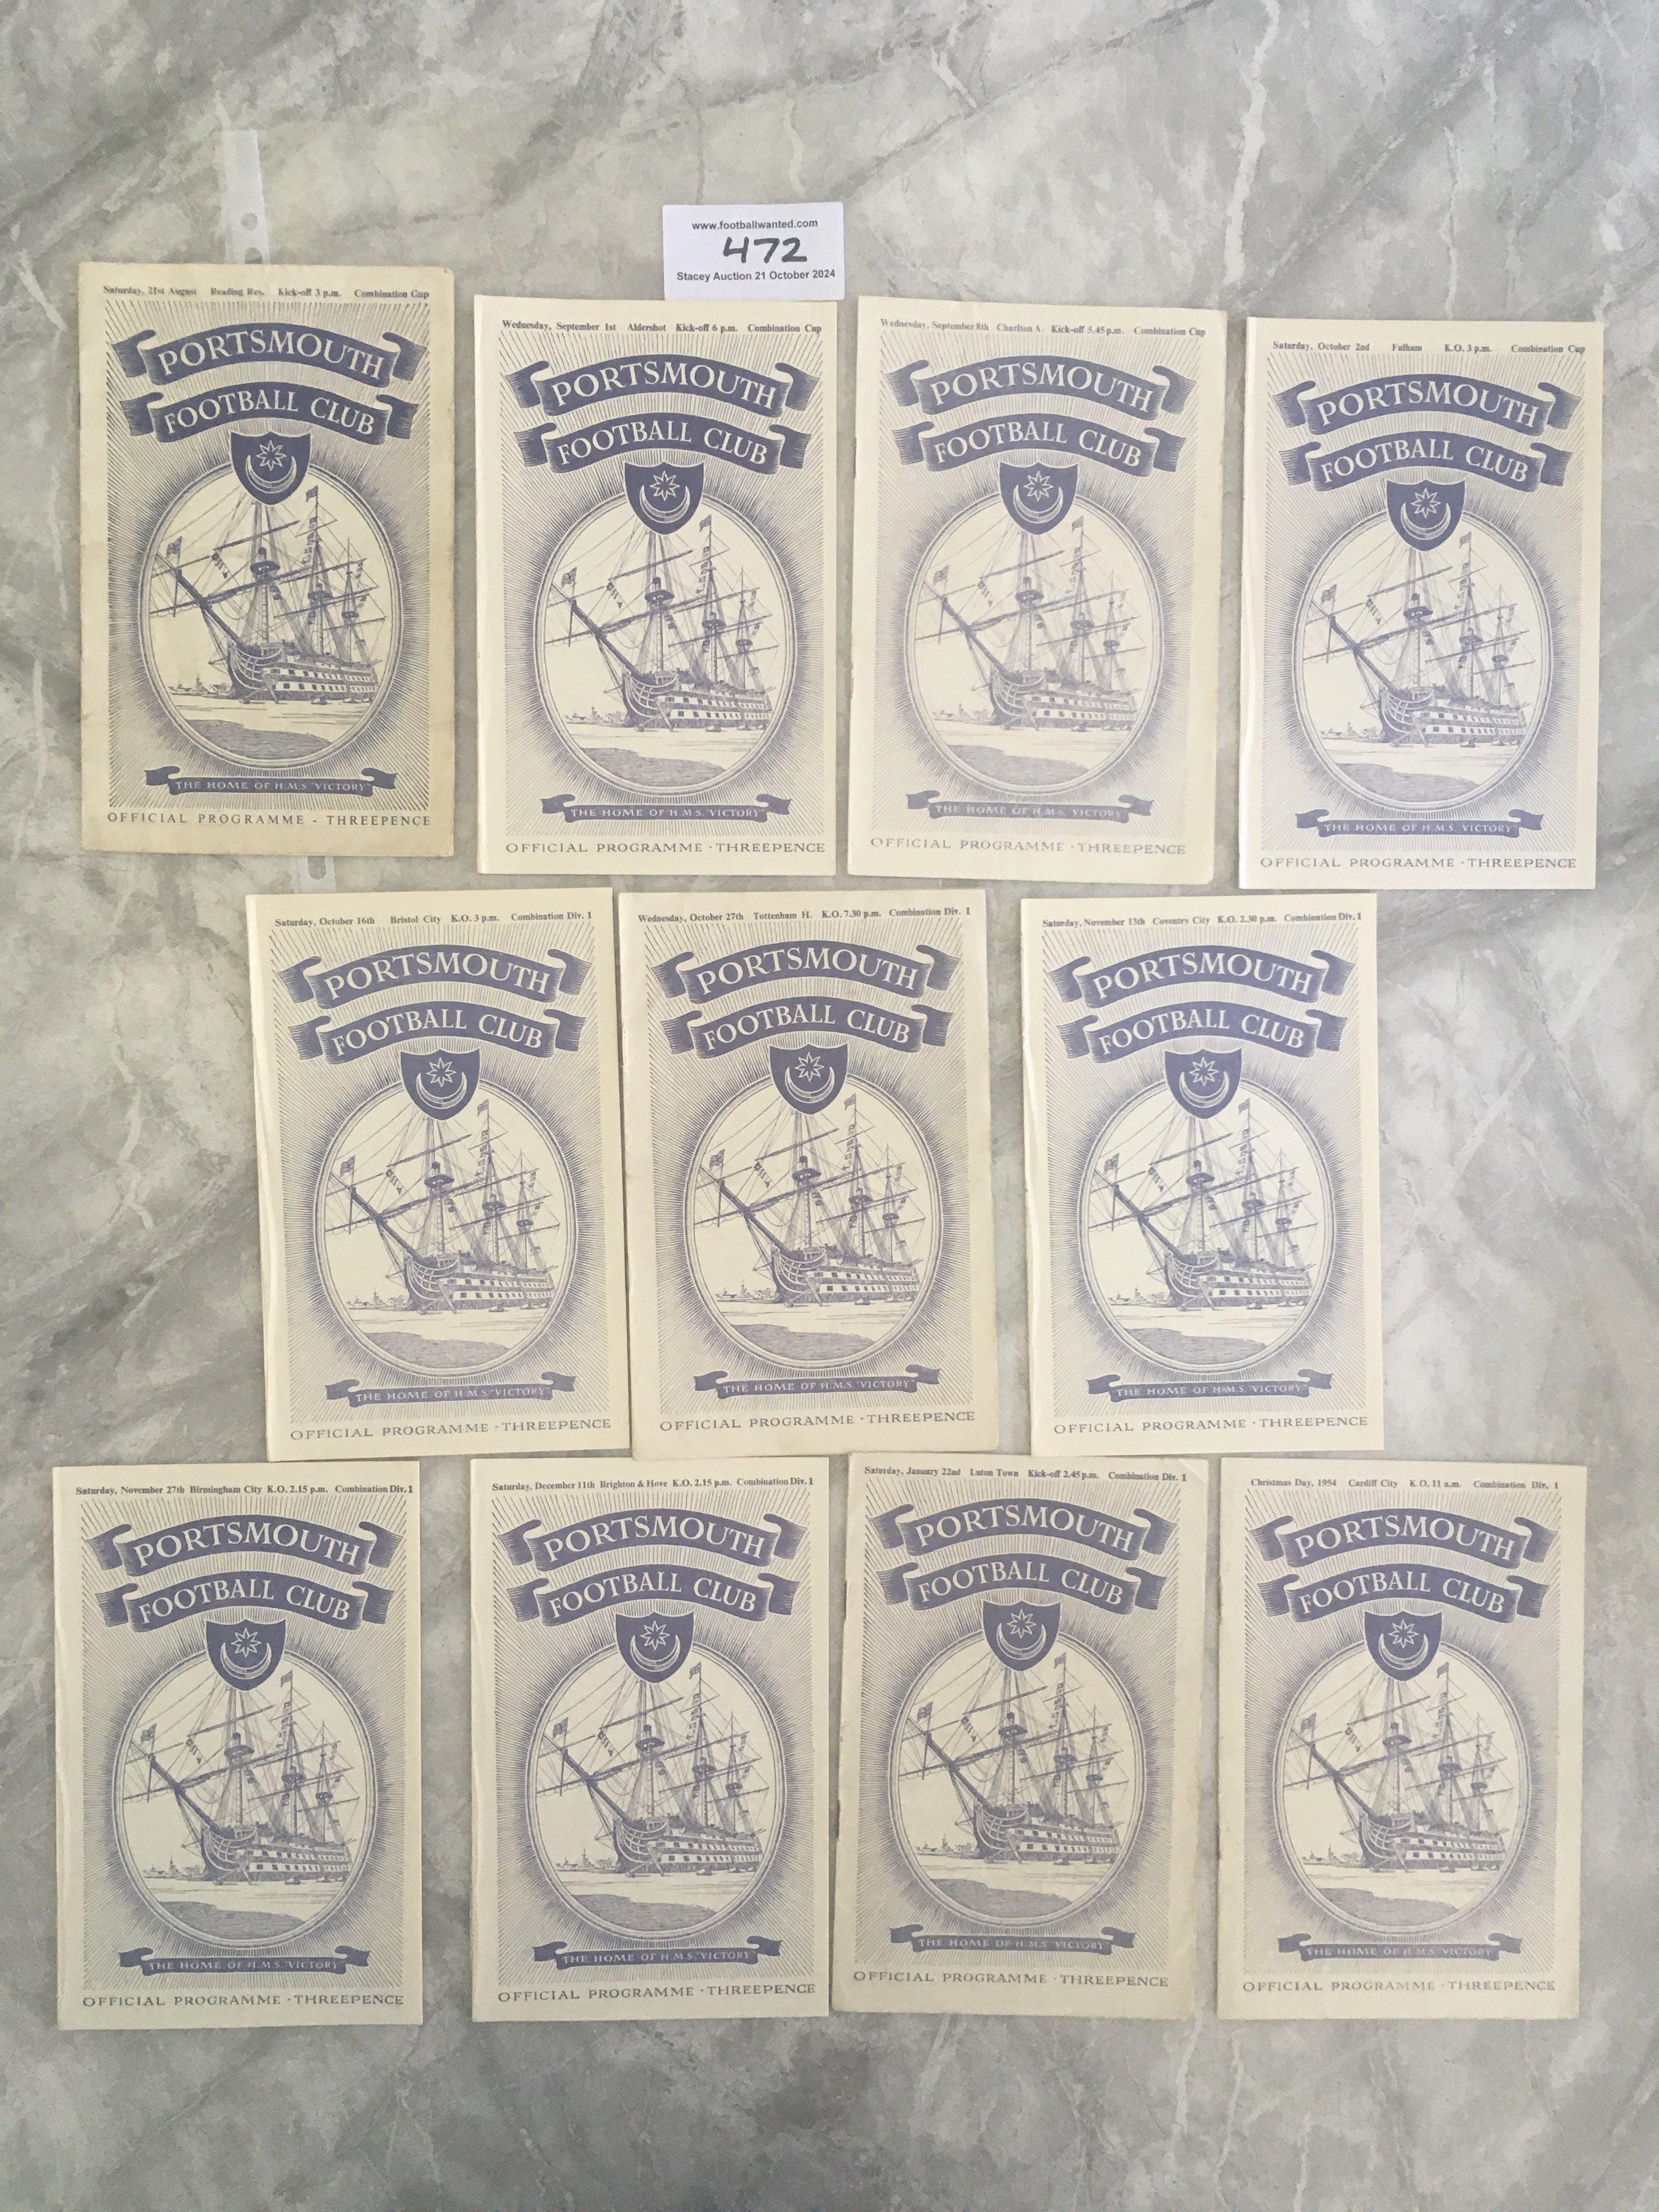 www.footballwanted.com
472
Stacey Auction 21 October 2024
Saturday, 21st August Reading Res. Kick-off 3 p.m. Combination Cup
PORTSMOUTH
FOOTBALL CLUB
THE HOME OF H.M.S. "VICTORY"
OFFICIAL PROGRAMME - THREEPENCE
Wednesday, September 1st Aldershot Kick-off 6 p.m. Combination Cup
PORTSMOUTH
FOOTBALL CLUB
THE HOME OF H.M.S. "VICTORY"
OFFICIAL PROGRAMME · THREEPENCE
Wednesday, September 8th Charlton A. Kick-off 5.45 p.m. Combination Cup
PORTSMOUTH
FOOTBALL CLUB
THE HOME OF H.M.S. "VICTORY"
OFFICIAL PROGRAMME · THREEPENCE
Saturday, October 2nd Fulham K.O. 3 p.m. Combination Cup
PORTSMOUTH
FOOTBALL CLUB
THE HOME OF H.M.S. "VICTORY"
OFFICIAL PROGRAMME · THREEPENCE
Saturday, October 16th Bristol City K.O. 3 p.m. Combination Div. 1
PORTSMOUTH
FOOTBALL CLUB
THE HOME OF H.M.S. "VICTORY"
OFFICIAL PROGRAMME · THREEPENCE
Wednesday, October 27th Tottenham H. K.O. 7.30 p.m. Combination Div. 1
PORTSMOUTH
FOOTBALL CLUB
THE HOME OF H.M.S. "VICTORY"
OFFICIAL PROGRAMME · THREEPENCE
Saturday, November 13th Coventry City K.O. 2.30 p.m. Combination Div. 1
PORTSMOUTH
FOOTBALL CLUB
THE HOME OF H.M.S. "VICTORY"
OFFICIAL PROGRAMME · THREEPENCE
Saturday, November 27th Birmingham City K.O. 2.15 p.m. Combination Div. 1
PORTSMOUTH
FOOTBALL CLUB
THE HOME OF H.M.S. "VICTORY"
OFFICIAL PROGRAMME · THREEPENCE
Saturday, December 11th Brighton & Hove K.O. 2.15 p.m. Combination Div. 1
PORTSMOUTH
FOOTBALL CLUB
THE HOME OF H.M.S. "VICTORY"
OFFICIAL PROGRAMME · THREEPENCE
Saturday, January 22nd Luton Town Kick-off 2.45 p.m. Combination Div. 1
PORTSMOUTH
FOOTBALL CLUB
THE HOME OF H.M.S. "VICTORY"
OFFICIAL PROGRAMME · THREEPENCE
Christmas Day, 1954 Cardiff City K.O. 11 a.m. Combination Div. 1
PORTSMOUTH
FOOTBALL CLUB
THE HOME OF H.M.S. "VICTORY"
OFFICIAL PROGRAMME · THREEPENCE